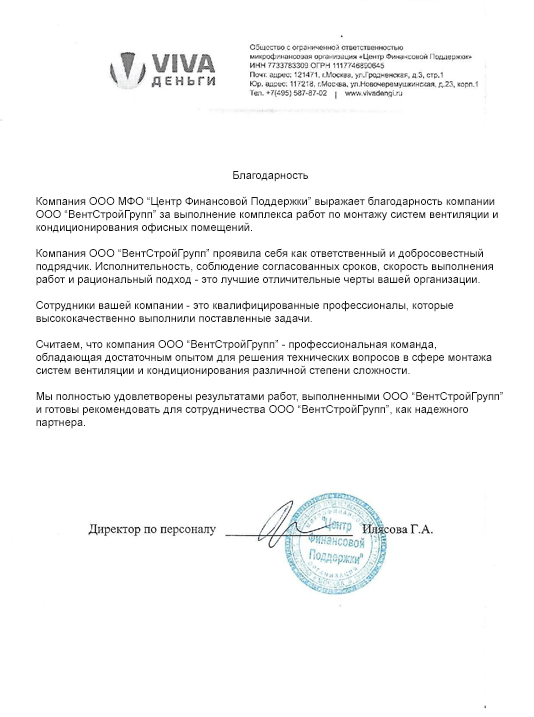 VIVA
ДЕНЬГИ
Общество с ограниченной ответственностью
микрофинансовая организация «Центр Финансовой Поддержки»
ИНН 7733783309 ОГРН 1117746890645
Почт. адрес: 121471, г.Москва, ул.Гродненская, д.3, стр.1
Юр. адрес: 117218, г.Москва, ул.Новочеремушкинская, д.23, корп.1
Тел. +7(495) 587-87-02 | www.vivadengi.ru
Благодарность
Компания ООО МФО “Центр Финансовой Поддержки” выражает благодарность компании
ООО “ВентСтройГрупп” за выполнение комплекса работ по монтажу систем вентиляции и
кондиционирования офисных помещений.
Компания ООО “ВентСтройГрупп” проявила себя как ответственный и добросовестный
подрядчик. Исполнительность, соблюдение согласованных сроков, скорость выполнения
работ и рациональный подход - это лучшие отличительные черты вашей организации.
Сотрудники вашей компании - это квалифицированные профессионалы, которые
высококачественно выполнили поставленные задачи.
Считаем, что компания ООО “ВентСтройГрупп” - профессиональная команда,
обладающая достаточным опытом для решения технических вопросов в сфере монтажа
систем вентиляции и кондиционирования различной степени сложности.
Мы полностью удовлетворены результатами работ, выполненными ООО “ВентСтройГрупп”
и готовы рекомендовать для сотрудничества ООО “ВентСтройГрупп”, как надежного
партнера.
Директор по персоналу Илясова Г.А.
"Центр
Финансовой
Поддержки"